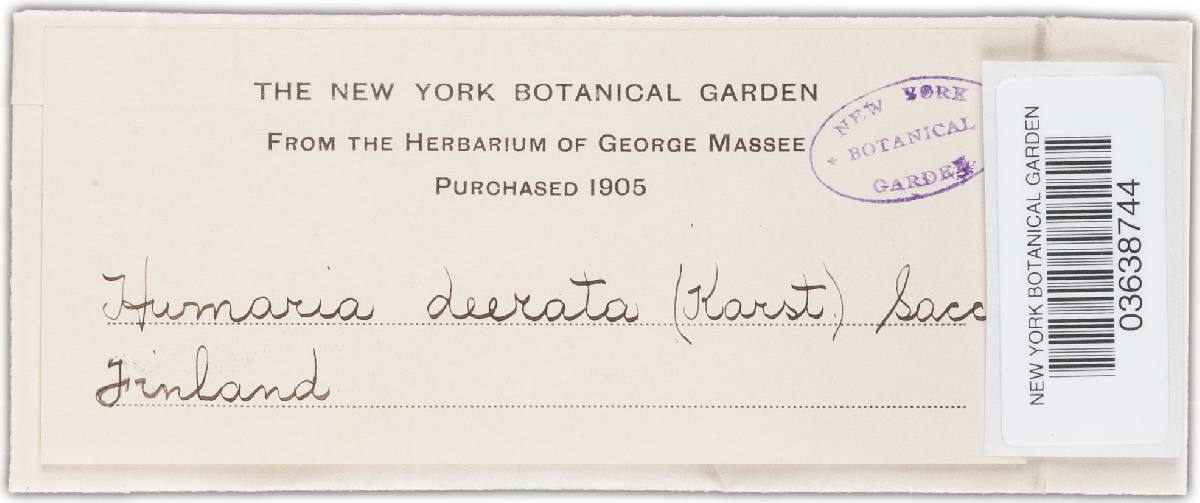 THE NEW YORK BOTANICAL GARDEN
FROM THE HERBARIUM OF GEORGE MASSEE
PURCHASED 1905
NEW YORK
* BOTANICAL
GARDEN
Humaria deerata (Karst.) Sacc
Finland
NEW YORK BOTANICAL GARDEN
03638744